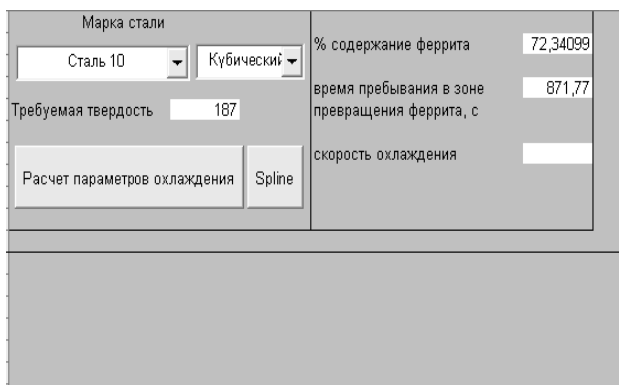 Марка стали
Сталь 10
Кубический
Требуемая твердость 187
Расчет параметров охлаждения
Spline
% содержание феррита 72,34099
время пребывания в зоне 871,77
превращения феррита, с
скорость охлаждения